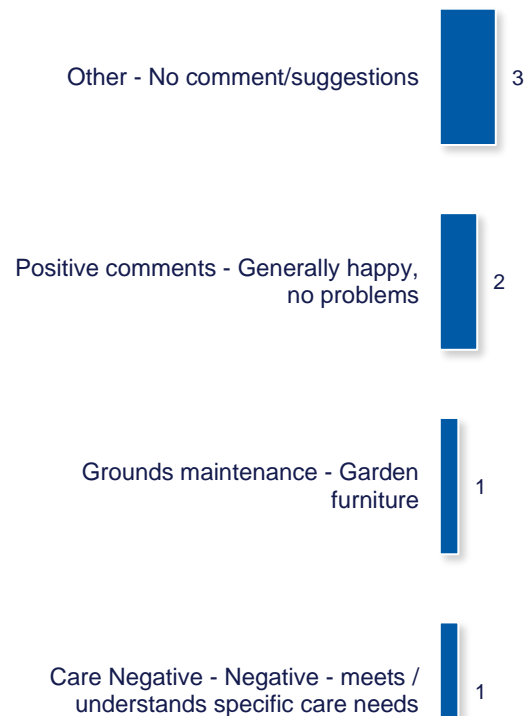 Other - No comment/suggestions 3
Positive comments - Generally happy,
no problems 2
Grounds maintenance - Garden
furniture 1
Care Negative - Negative - meets /
understands specific care needs 1